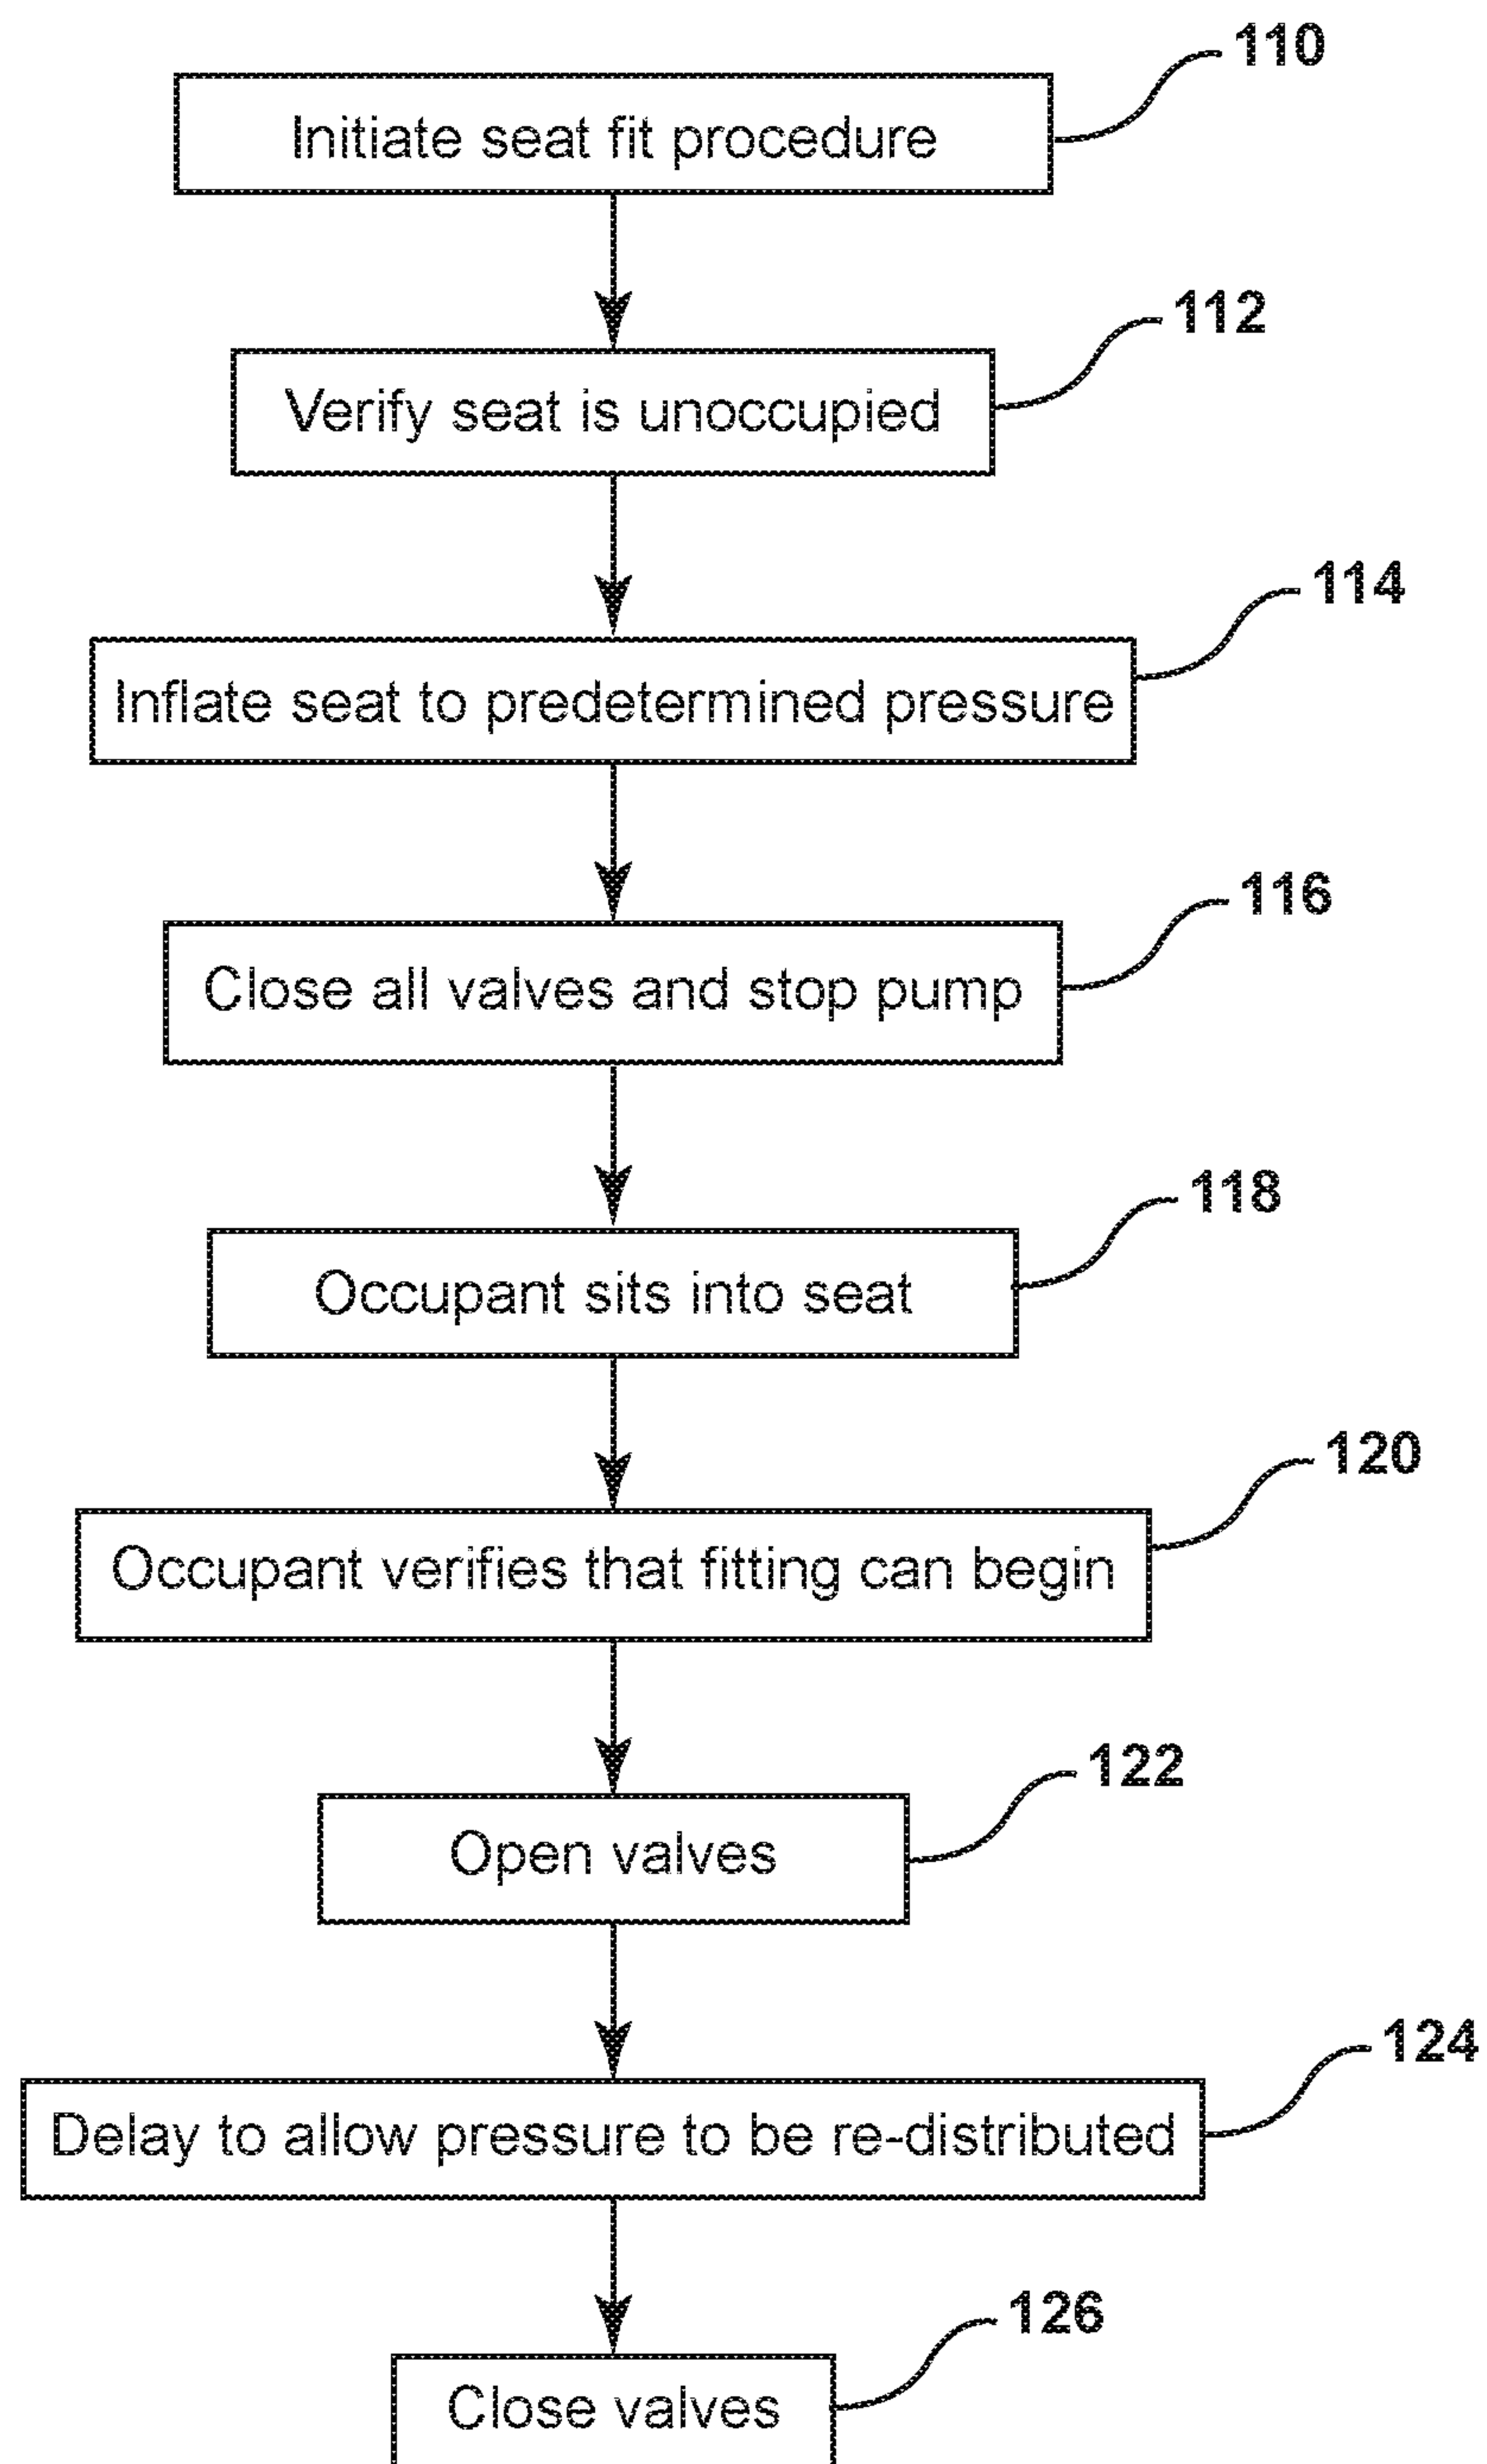 110
Initiate seat fit procedure
112
Verify seat is unoccupied
114
Inflate seat to predetermined pressure
116
Close all valves and stop pump
118
Occupant sits into seat
120
Occupant verifies that fitting can begin
122
Open valves
124
Delay to allow pressure to be re-distributed
126
Close valves